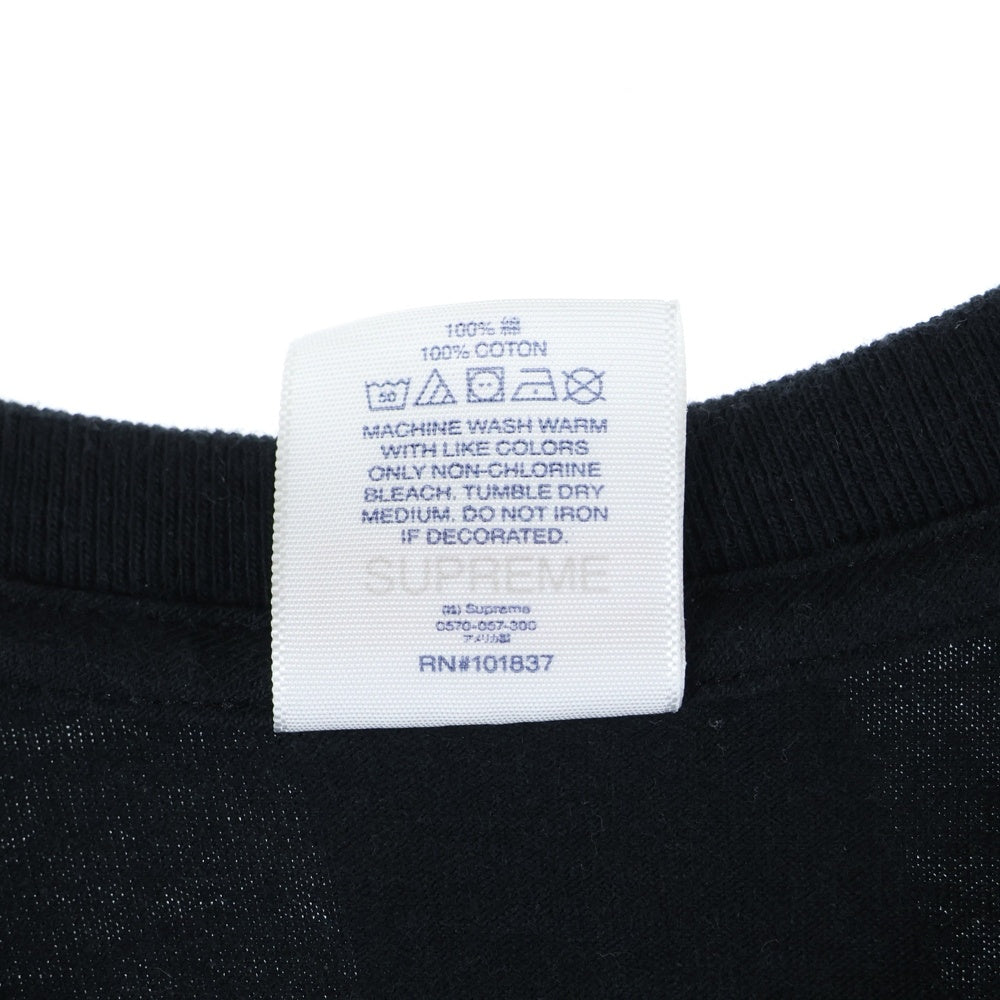 100% 綿
100% COTON
50
MACHINE WASH WARM
WITH LIKE COLORS
ONLY NON-CHLORINE
BLEACH. TUMBLE DRY
MEDIUM. DO NOT IRON
IF DECORATED.
SUPREME
(株) Supreme
0570-057-300
アメリカ製
RN#101837